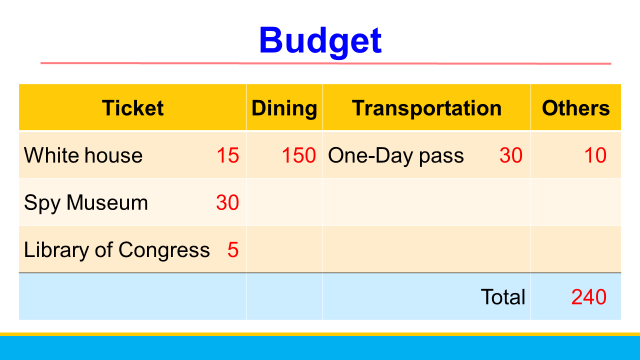 Budget
Ticket Dining Transportation Others
White house 15 150 One-Day pass 30 10
Spy Museum 30
Library of Congress 5
Total 240